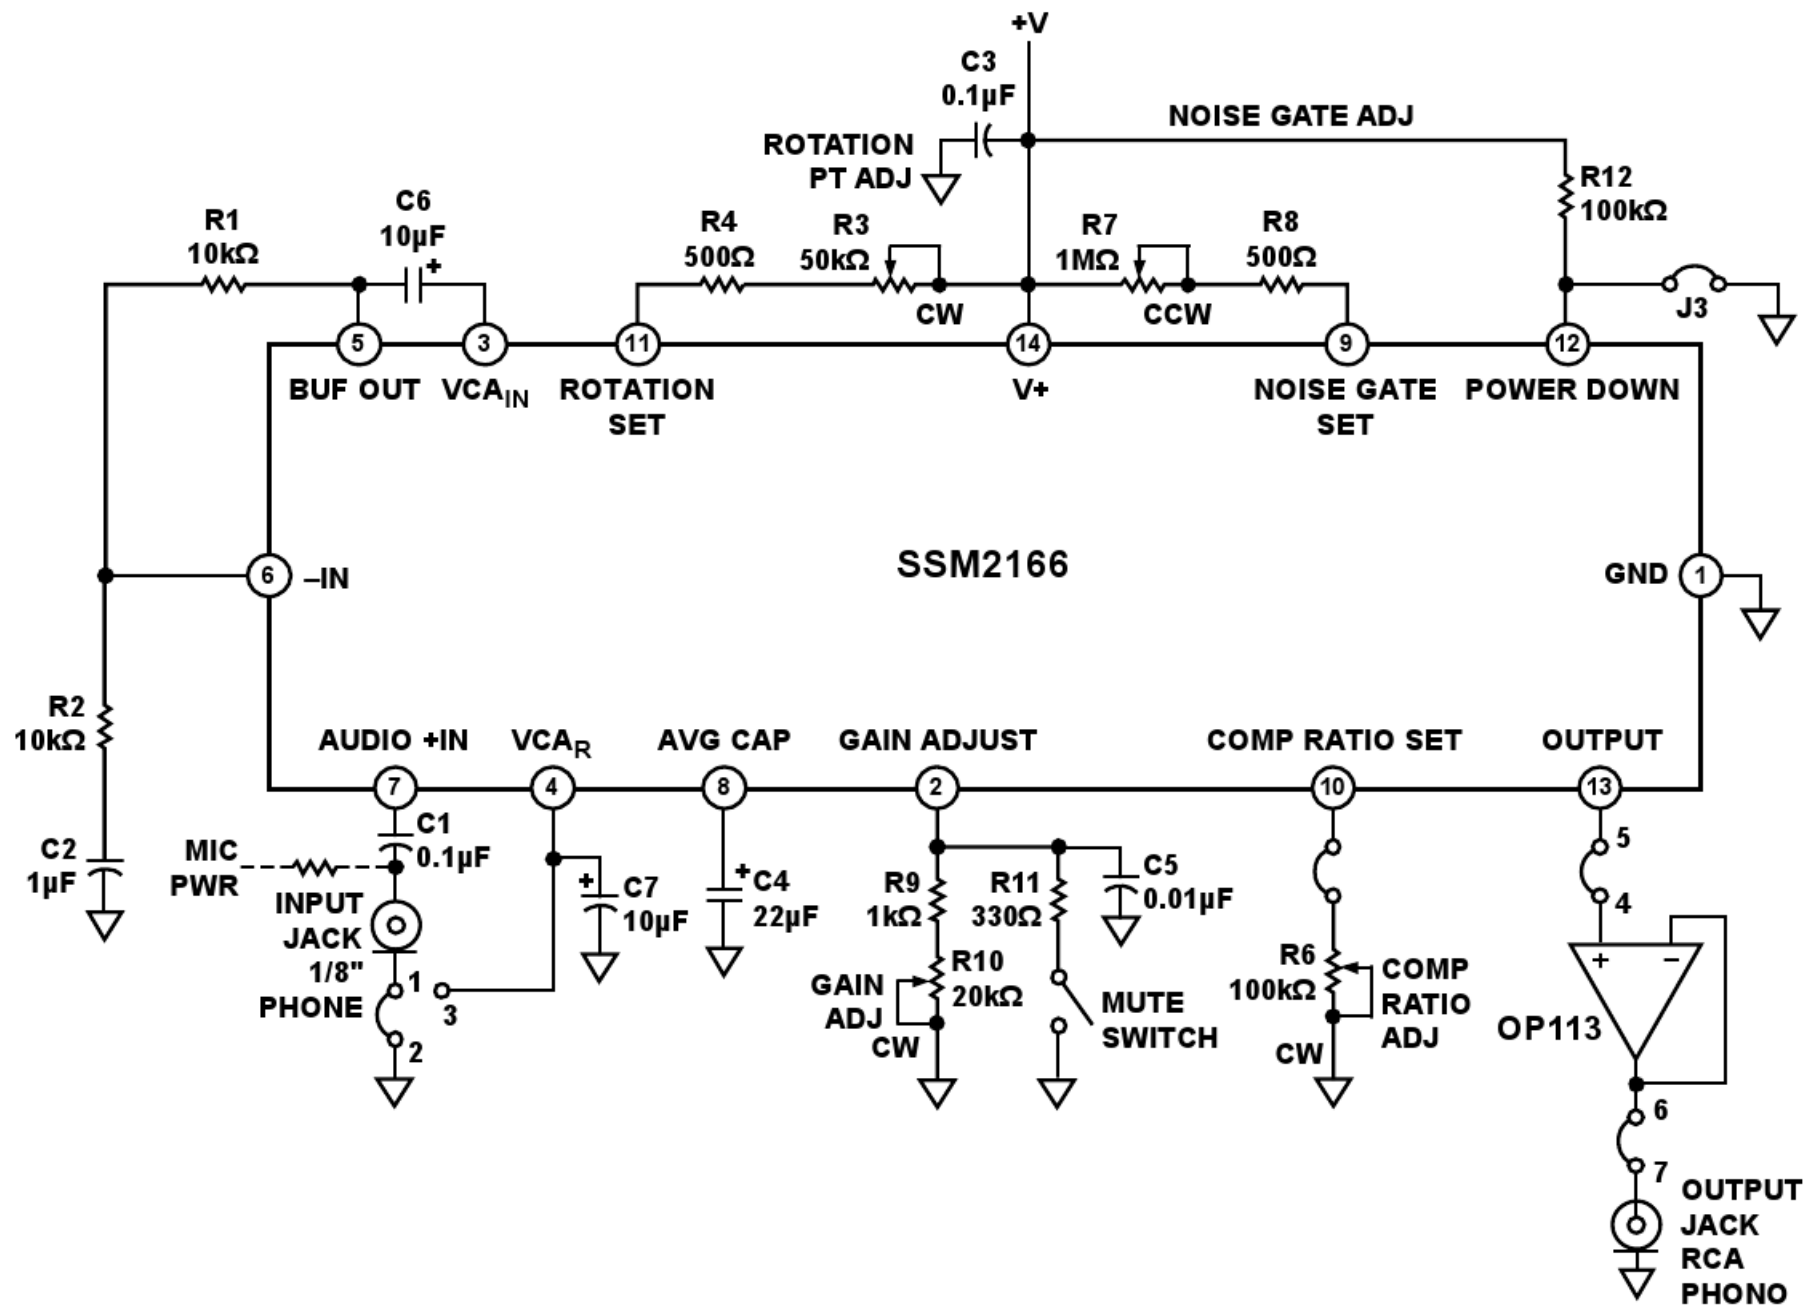 +V
C3
0.1µF
NOISE GATE ADJ
ROTATION
PT ADJ
R12
100kΩ
R1
10kΩ
C6
10µF
+
R4
500Ω
R3
50kΩ
R7
1MΩ
R8
500Ω
CW
CCW
J3
5
3
11
14
9
12
BUF OUT
VCAIN
ROTATION
SET
V+
NOISE GATE
SET
POWER DOWN
SSM2166
6
–IN
GND
1
R2
10kΩ
AUDIO +IN
VCAR
AVG CAP
GAIN ADJUST
COMP RATIO SET
OUTPUT
7
4
8
2
10
13
C2
1µF
MIC
PWR
C1
0.1µF
INPUT
JACK
1/8"
PHONE
1
2
3
+
C7
10µF
+
C4
22µF
R9
1kΩ
R11
330Ω
C5
0.01µF
GAIN
ADJ
R10
20kΩ
CW
MUTE
SWITCH
R6
100kΩ
COMP
RATIO
ADJ
CW
5
4
+
–
OP113
6
7
OUTPUT
JACK
RCA
PHONO